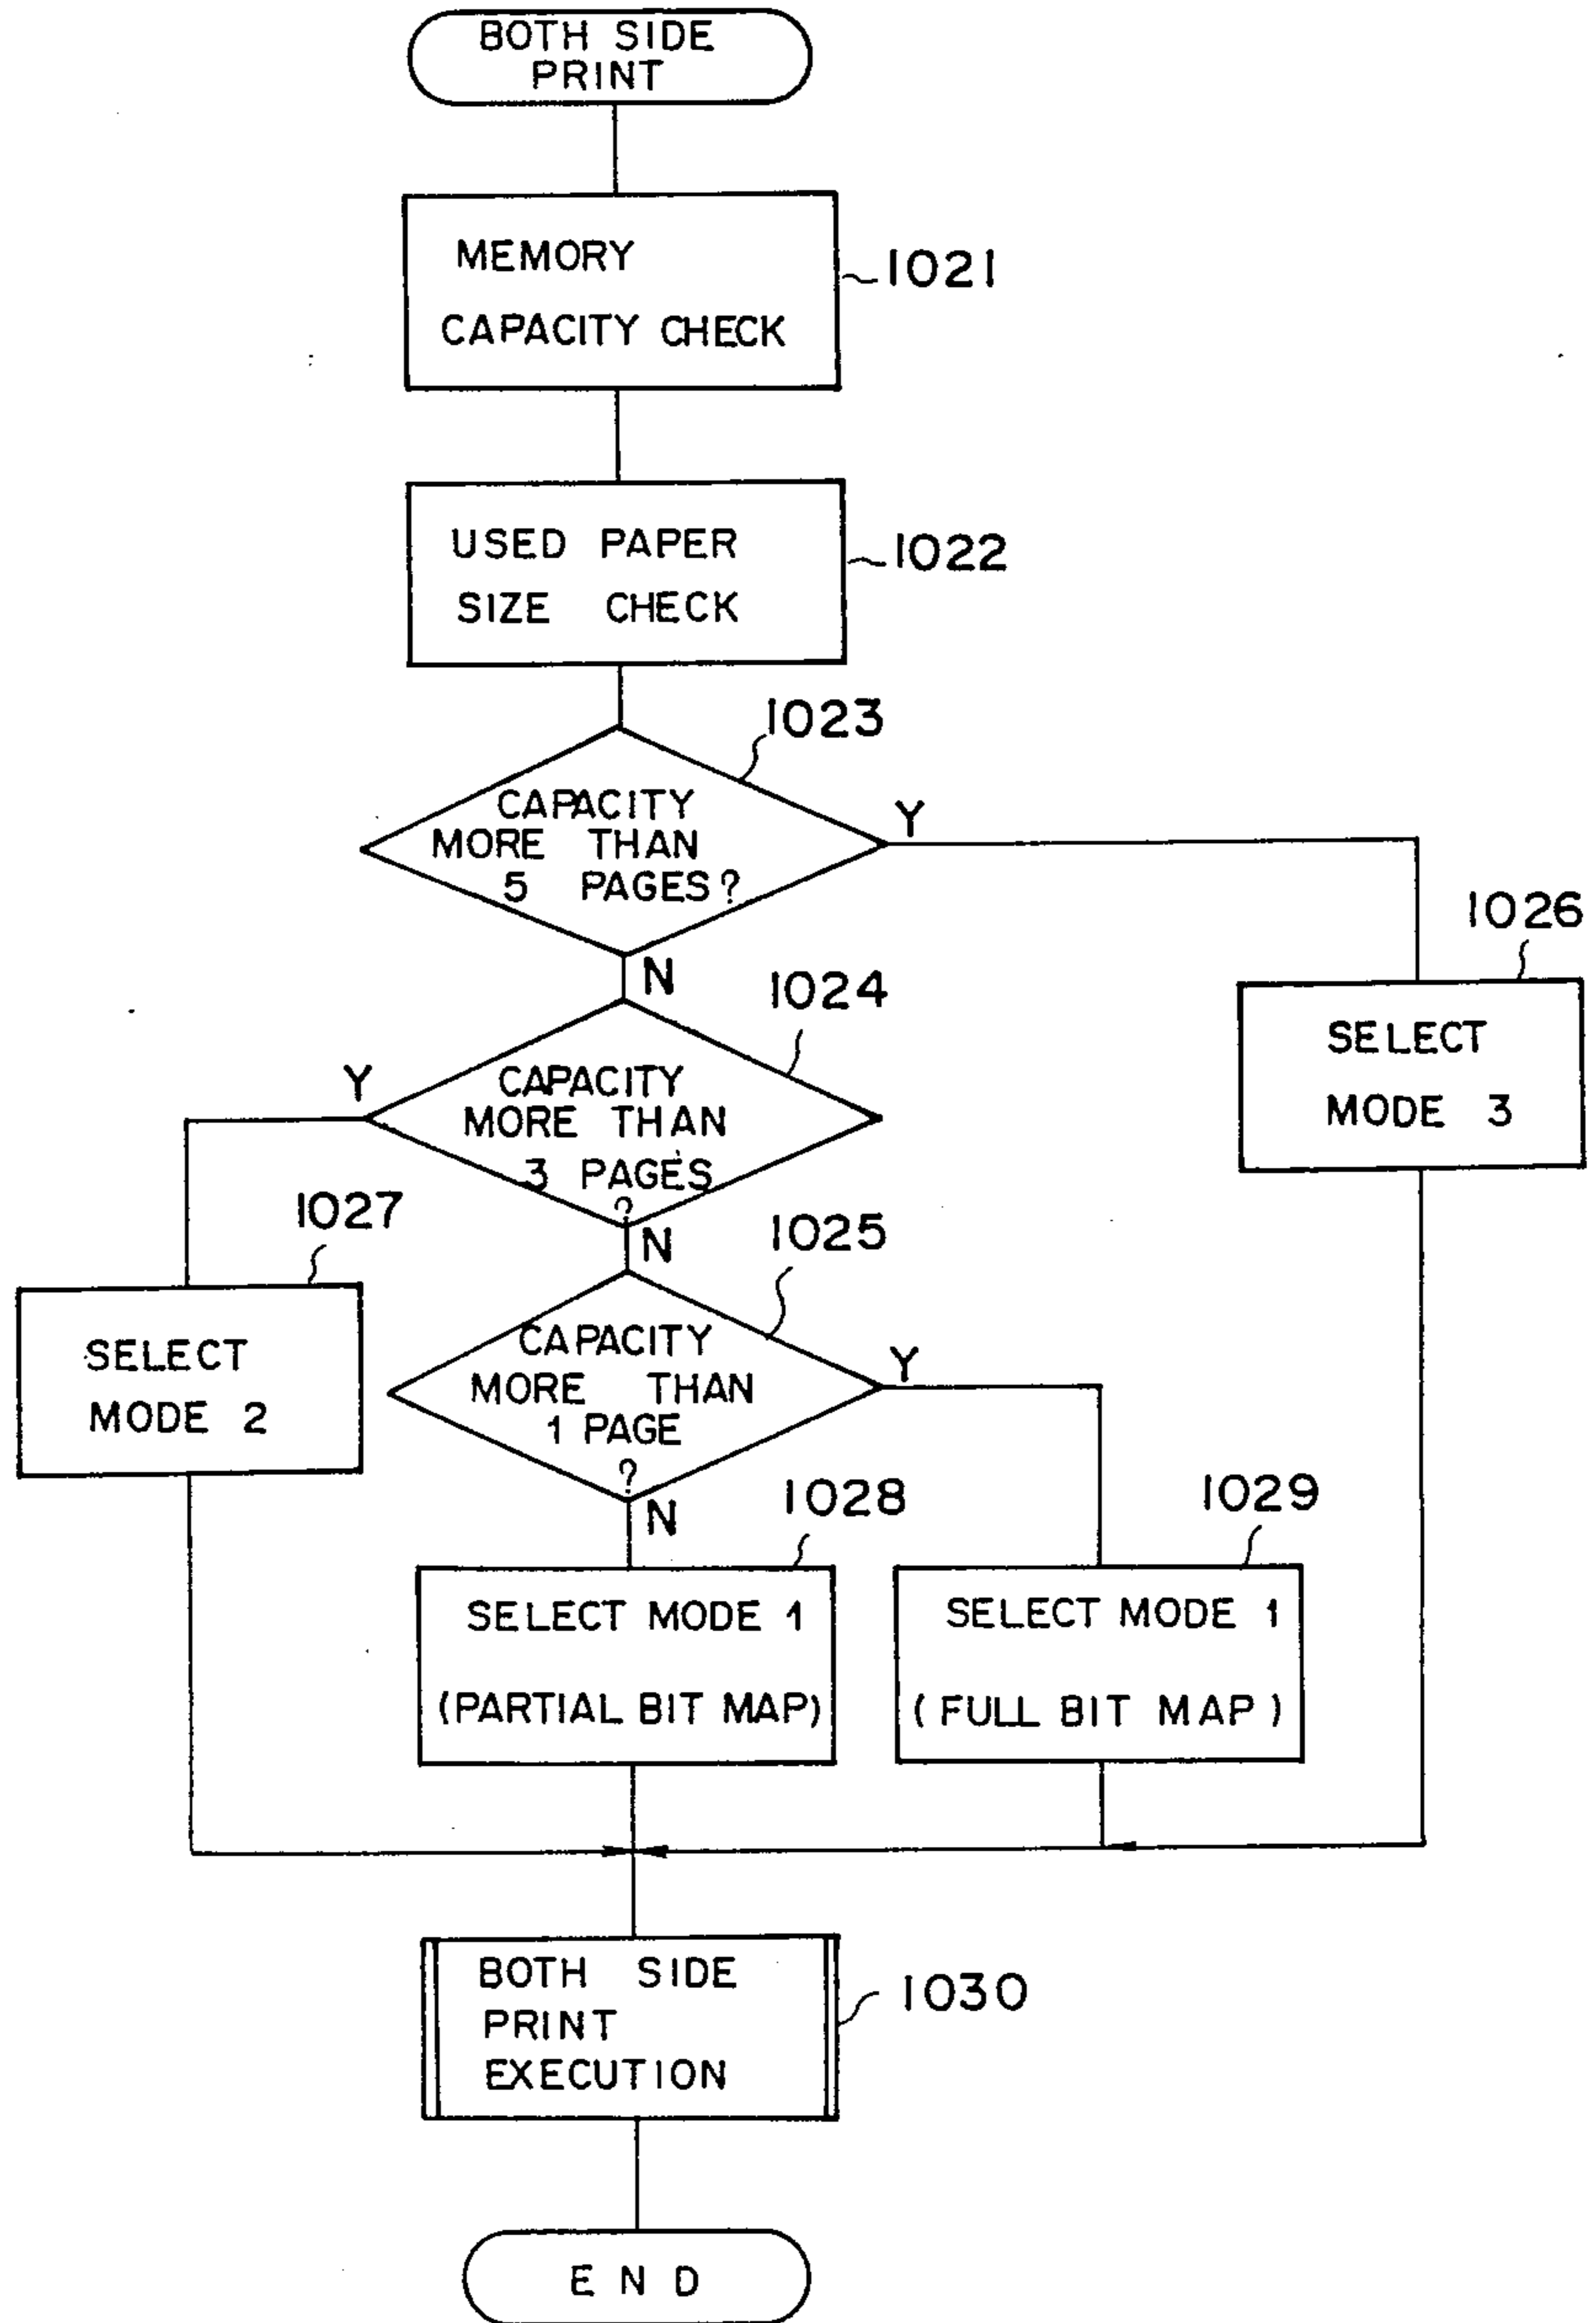 BOTH SIDE
PRINT
MEMORY
CAPACITY CHECK
1021
USED PAPER
SIZE CHECK
1022
1023
CAPACITY
MORE THAN
5 PAGES?
Y
N
1026
SELECT
MODE 3
1024
CAPACITY
MORE THAN
3 PAGES
?
Y
N
1027
SELECT
MODE 2
1025
CAPACITY
MORE THAN
1 PAGE
?
Y
N
1028
SELECT MODE 1
(PARTIAL BIT MAP)
1029
SELECT MODE 1
(FULL BIT MAP)
BOTH SIDE
PRINT
EXECUTION
1030
END